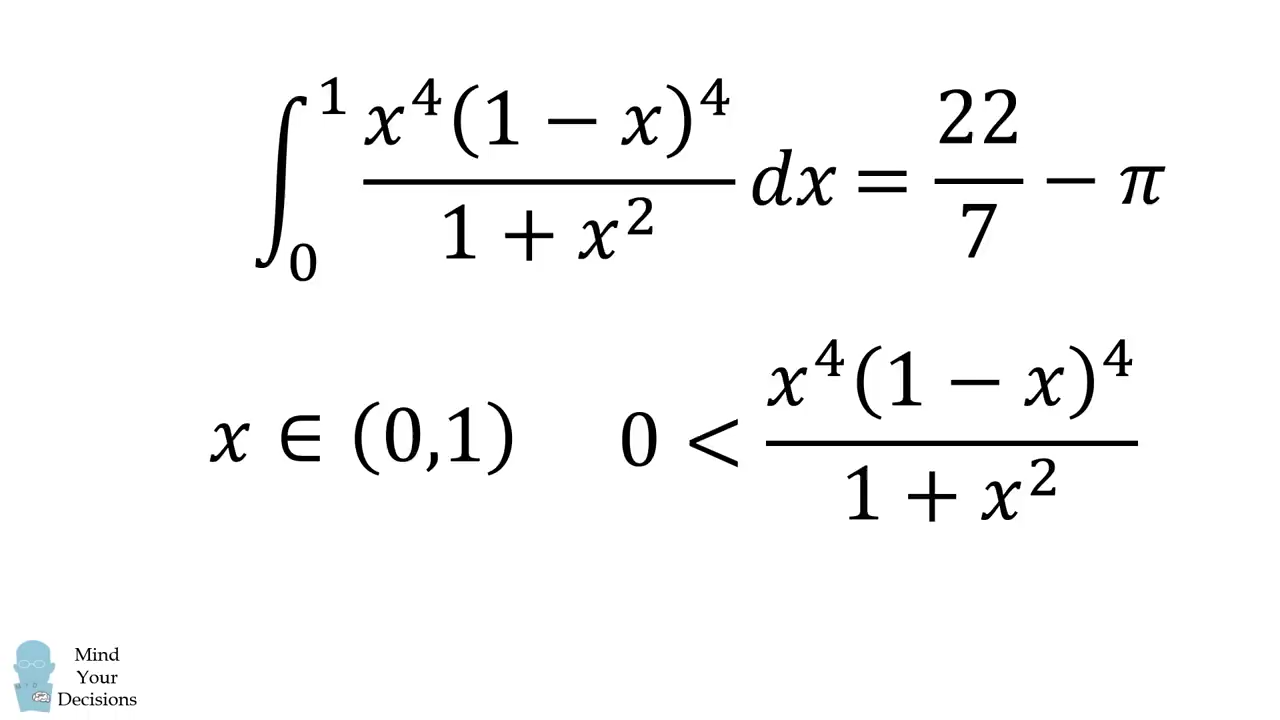 ∫₀¹ x⁴(1 − x)⁴ / (1 + x²) dx = 22/7 − π
x ∈ (0,1) 0 < x⁴(1 − x)⁴ / (1 + x²)
Mind
Your
Decisions